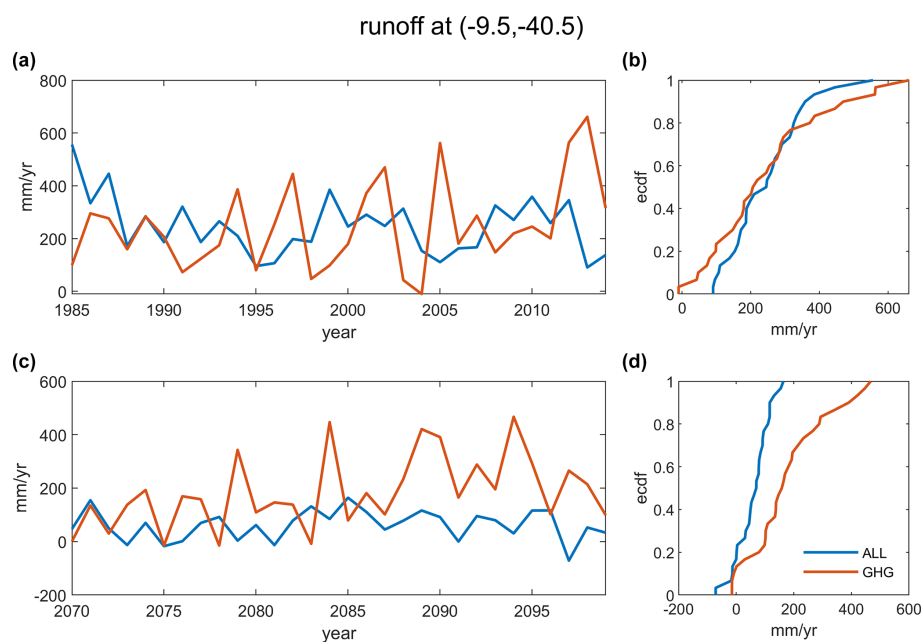 runoff at (-9.5,-40.5)
(a)
800
600
400
200
0
mm/yr
1985
1990
1995
2000
2005
2010
year
(b)
1
0.8
0.6
0.4
0.2
0
ecdf
0
200
400
600
mm/yr
(c)
600
400
200
0
-200
mm/yr
2070
2075
2080
2085
2090
2095
year
(d)
1
0.8
0.6
0.4
0.2
0
ecdf
ALL
GHG
-200
0
200
400
600
mm/yr